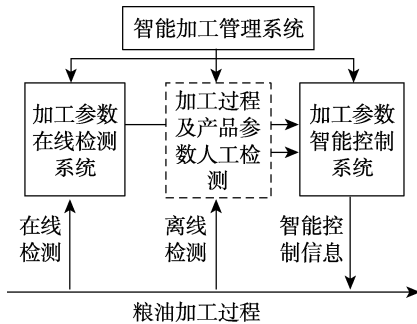 智能加工管理系统
加工参数
在线检测
系统
加工过程
及产品参
数人工检
测
加工参数
智能控制
系统
在线
检测
离线
检测
智能控
制信息
粮油加工过程